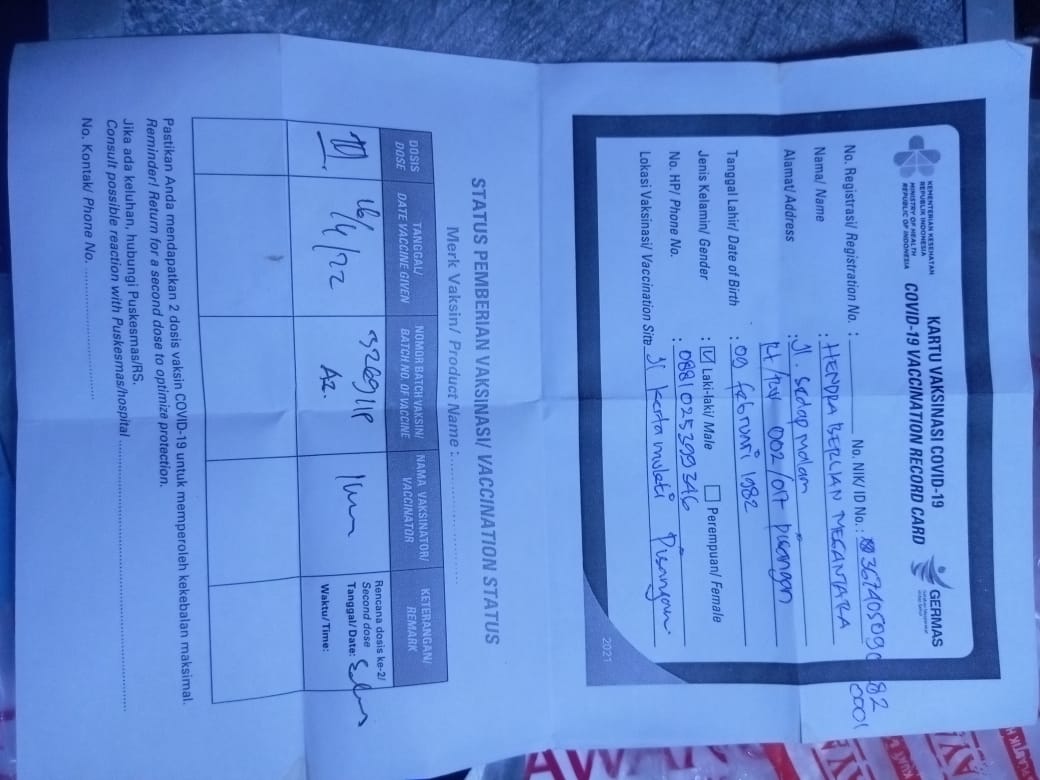 KEMENTERIAN KESEHATAN
REPUBLIK INDONESIA
MINISTRY OF HEALTH
REPUBLIC OF INDONESIA
KARTU VAKSINASI COVID-19
COVID-19 VACCINATION RECORD CARD
GERMAS
No. Registrasi/ Registration No. : No. NIK/ID No. : 367405090282
0001
Nama/ Name : HENDRA BERLIAN MEGANTARA
Alamat/ Address : Jl. sedap malam
rt/rw 002/017 pisangan
Tanggal Lahir/ Date of Birth : 09 februari 1982
Jenis Kelamin/ Gender : Laki-laki/ Male Perempuan/ Female
No. HP/ Phone No. : 0881025399346
Lokasi Vaksinasi/ Vaccination Site Jl kerta mukti Pisangan
2021
STATUS PEMBERIAN VAKSINASI/ VACCINATION STATUS
Merk Vaksin/ Product Name :
DOSIS DOSE
TANGGAL/ DATE VACCINE GIVEN
NOMOR BATCH VAKSIN/ BATCH NO. OF VACCINE
NAMA VAKSINATOR/ VACCINATOR
KETERANGAN/ REMARK
16/4/22
Az.
Rencana dosis ke-2/
Second dose
Tanggal/ Date:
Waktu/ Time:
Pastikan Anda mendapatkan 2 dosis vaksin COVID-19 untuk memperoleh kekebalan maksimal.
Reminder! Return for a second dose to optimize protection.
Jika ada keluhan, hubungi Puskesmas/RS.
Consult possible reaction with Puskesmas/hospital
No. Kontak/ Phone No.